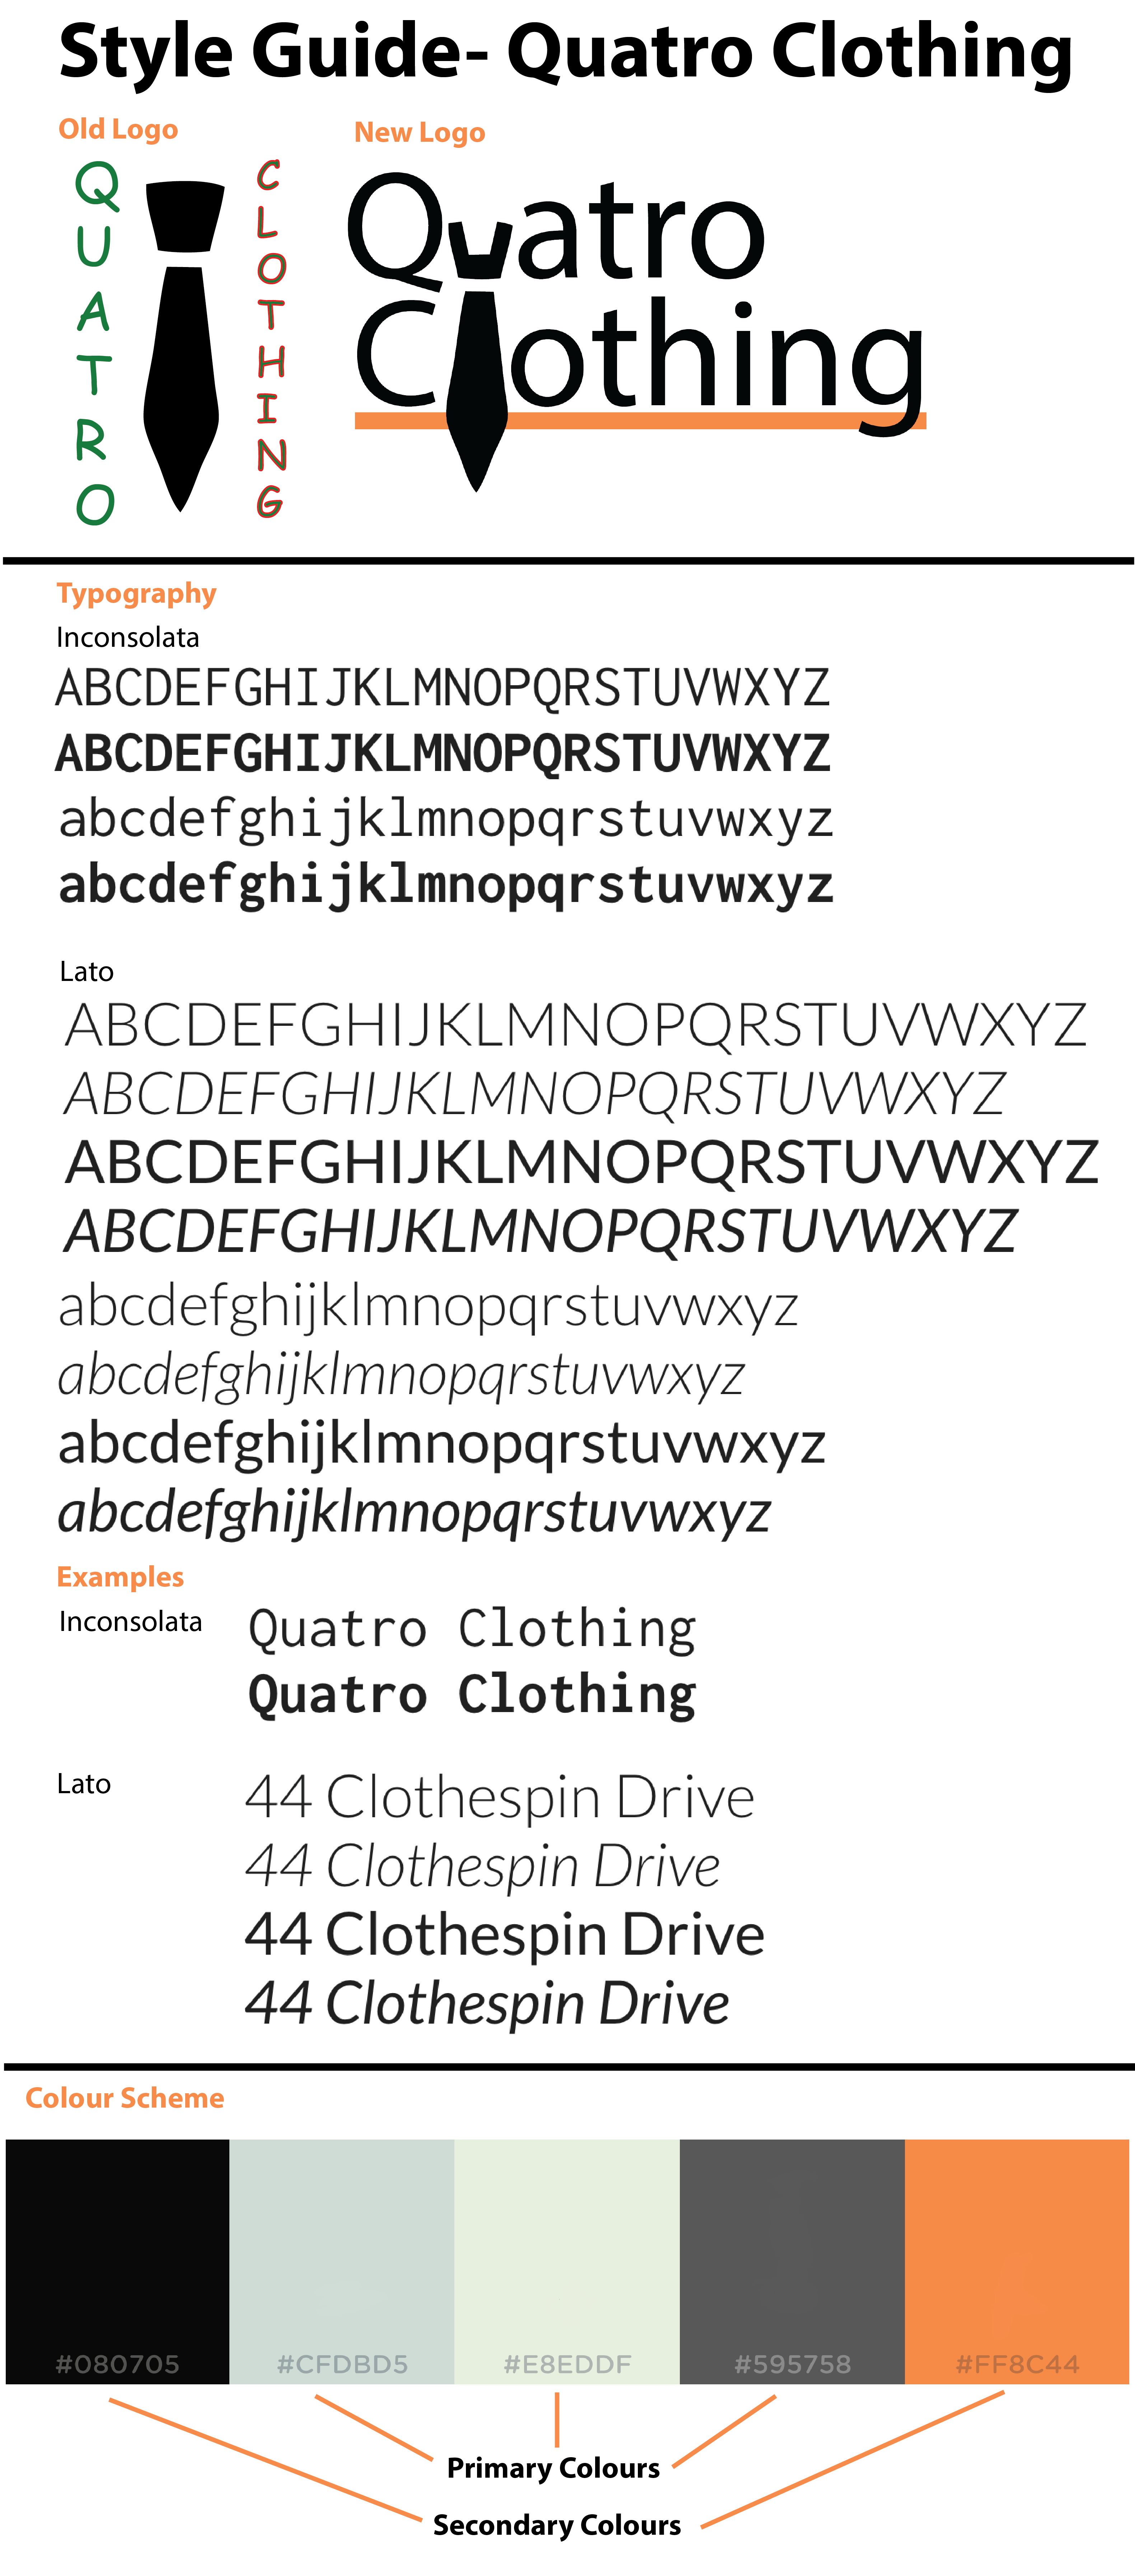 Style Guide- Quatro Clothing
Old Logo
New Logo
QUATRO
CLOTHING
Quatro
Clothing
Typography
Inconsolata
ABCDEFGHIJKLMNOPQRSTUVWXYZ
ABCDEFGHIJKLMNOPQRSTUVWXYZ
abcdefghijklmnopqrstuvwxyz
abcdefghijklmnopqrstuvwxyz
Lato
ABCDEFGHIJKLMNOPQRSTUVWXYZ
ABCDEFGHIJKLMNOPQRSTUVWXYZ
ABCDEFGHIJKLMNOPQRSTUVWXYZ
ABCDEFGHIJKLMNOPQRSTUVWXYZ
abcdefghijklmnopqrstuvwxyz
abcdefghijklmnopqrstuvwxyz
abcdefghijklmnopqrstuvwxyz
abcdefghijklmnopqrstuvwxyz
Examples
Inconsolata
Quatro Clothing
Quatro Clothing
Lato
44 Clothespin Drive
44 Clothespin Drive
44 Clothespin Drive
44 Clothespin Drive
Colour Scheme
#080705
#CFDBD5
#E8EDDF
#595758
#FF8C44
Primary Colours
Secondary Colours